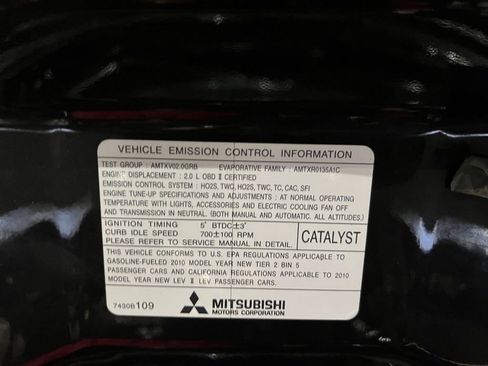 VEHICLE EMISSION CONTROL INFORMATION
TEST GROUP : AMTXV02.0GRB EVAPORATIVE FAMILY : AMTXR0135A1C
ENGINE DISPLACEMENT : 2.0 L OBD II CERTIFIED
EMISSION CONTROL SYSTEM : HO2S, TWC, HO2S, TWC, TC, CAC, SFI
ENGINE TUNE-UP SPECIFICATIONS AND ADJUSTMENTS : AT NORMAL OPERATING
TEMPERATURE WITH LIGHTS, ACCESSORIES AND ELECTRIC COOLING FAN OFF
AND TRANSMISSION IN NEUTRAL. (BOTH MANUAL AND AUTOMATIC. ALL ALTITUDES.)
IGNITION TIMING 5° BTDC±3°
CURB IDLE SPEED 700±100 RPM
PLEASE REFER TO SERVICE MANUAL IN DETAIL.
CATALYST
THIS VEHICLE CONFORMS TO U.S. EPA REGULATIONS APPLICABLE TO
GASOLINE-FUELED 2010 MODEL YEAR NEW TIER 2 BIN 5
PASSENGER CARS AND CALIFORNIA REGULATIONS APPLICABLE TO 2010
MODEL YEAR NEW LEV II LEV PASSENGER CARS.
7430B109
MITSUBISHI
MOTORS CORPORATION